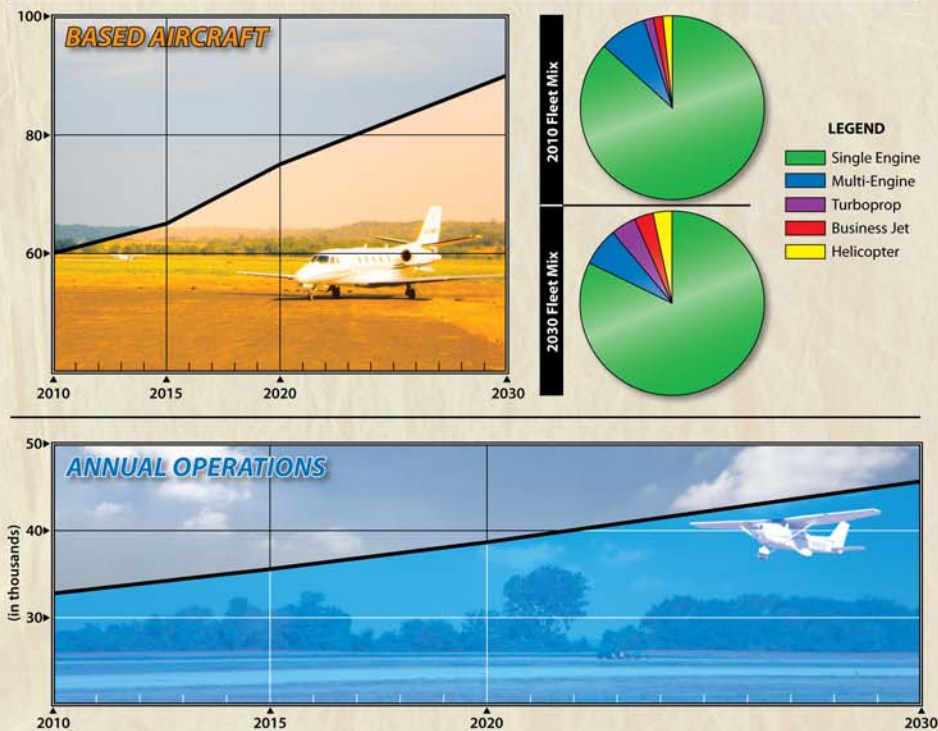 BASED AIRCRAFT
100
80
60
2010
2015
2020
2030
2010 Fleet Mix
2030 Fleet Mix
LEGEND
Single Engine
Multi-Engine
Turboprop
Business Jet
Helicopter
ANNUAL OPERATIONS
(in thousands)
50
40
30
2010
2015
2020
2030